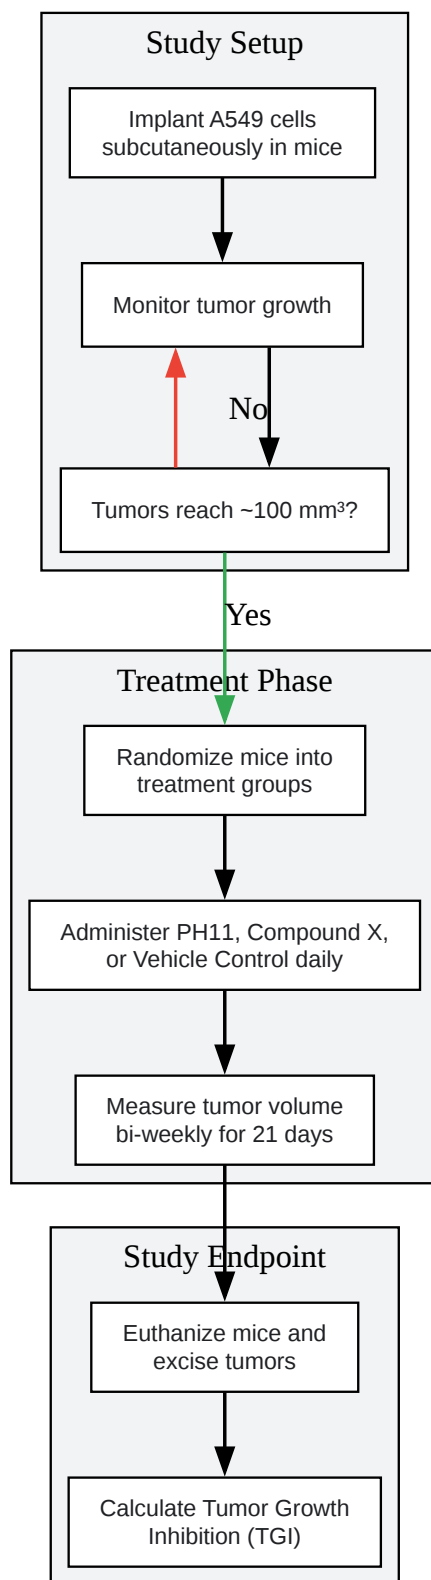 Study Setup
Implant A549 cells
subcutaneously in mice
Monitor tumor growth
No
Tumors reach ~100 mm³?
Yes
Treatment Phase
Randomize mice into
treatment groups
Administer PH11, Compound X,
or Vehicle Control daily
Measure tumor volume
bi-weekly for 21 days
Study Endpoint
Euthanize mice and
excise tumors
Calculate Tumor Growth
Inhibition (TGI)